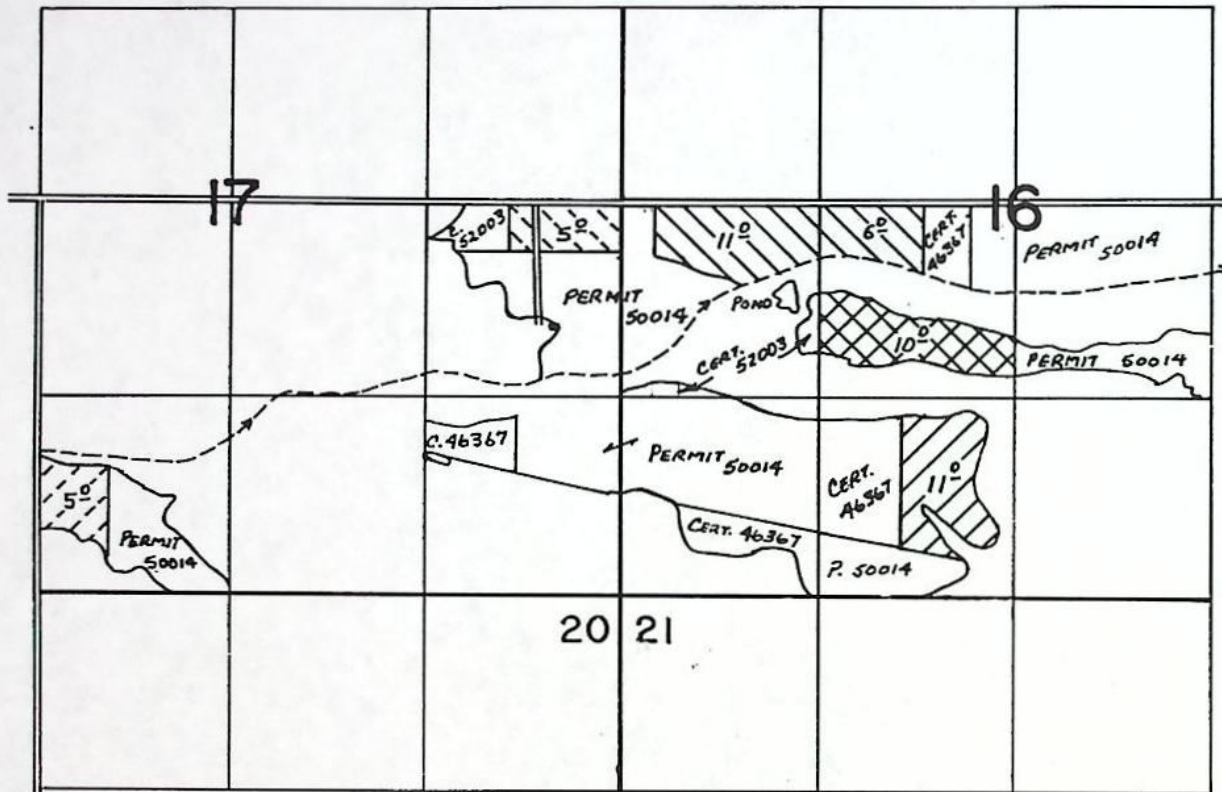 17
16
C. 52003
5º
11º
6º
CERT.
46367
PERMIT 50014
PERMIT
50014
POND
CERT.
52003
10º
PERMIT 50014
C. 46367
PERMIT 50014
CERT.
46367
11º
5º
PERMIT
50014
CERT. 46367
P. 50014
20 21